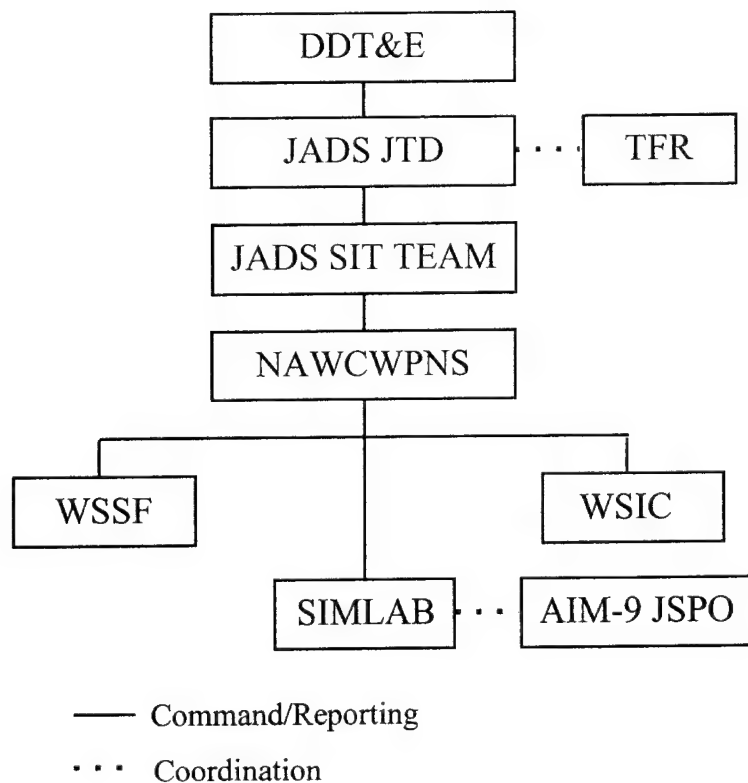 DDT&E
JADS JTD
TFR
JADS SIT TEAM
NAWCWPNS
WSSF
WSIC
SIMLAB
AIM-9 JSPO
Command/Reporting
Coordination